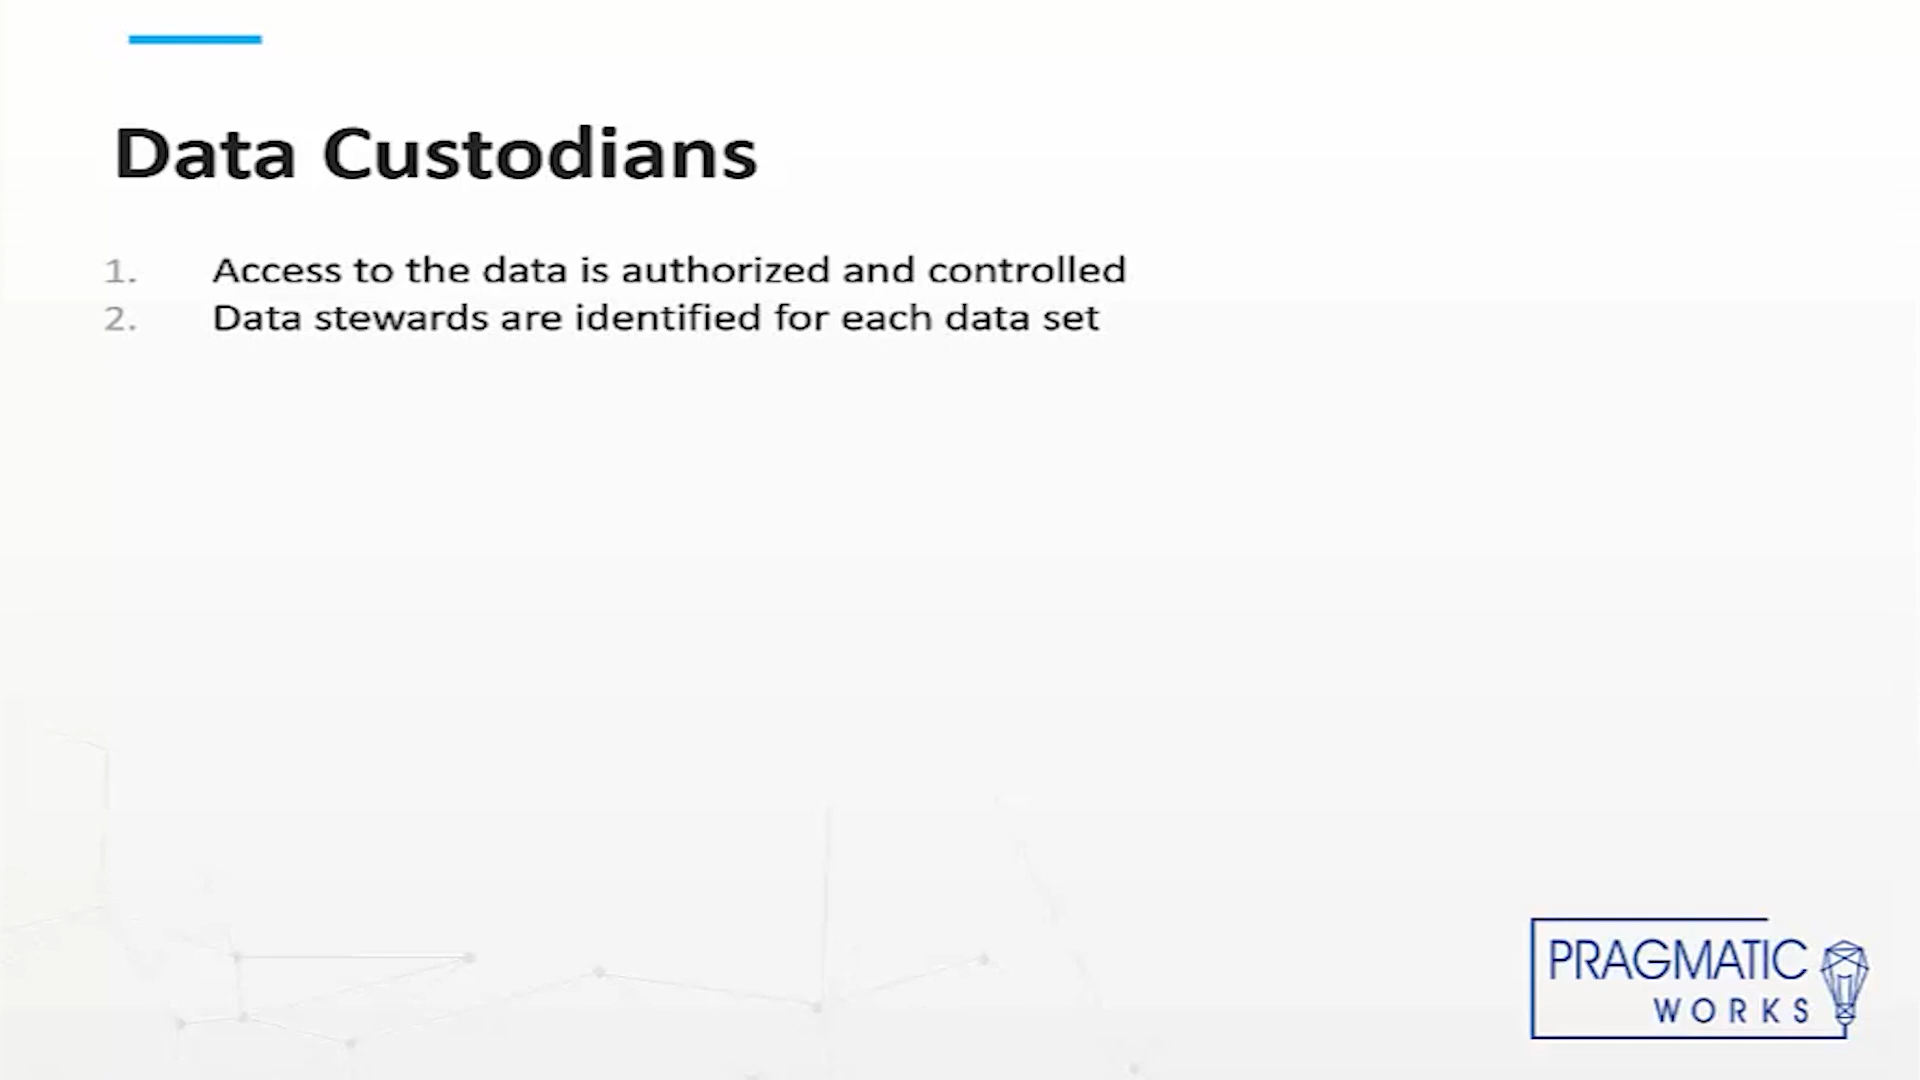 Data Custodians
1. Access to the data is authorized and controlled
2. Data stewards are identified for each data set
PRAGMATIC
WORKS